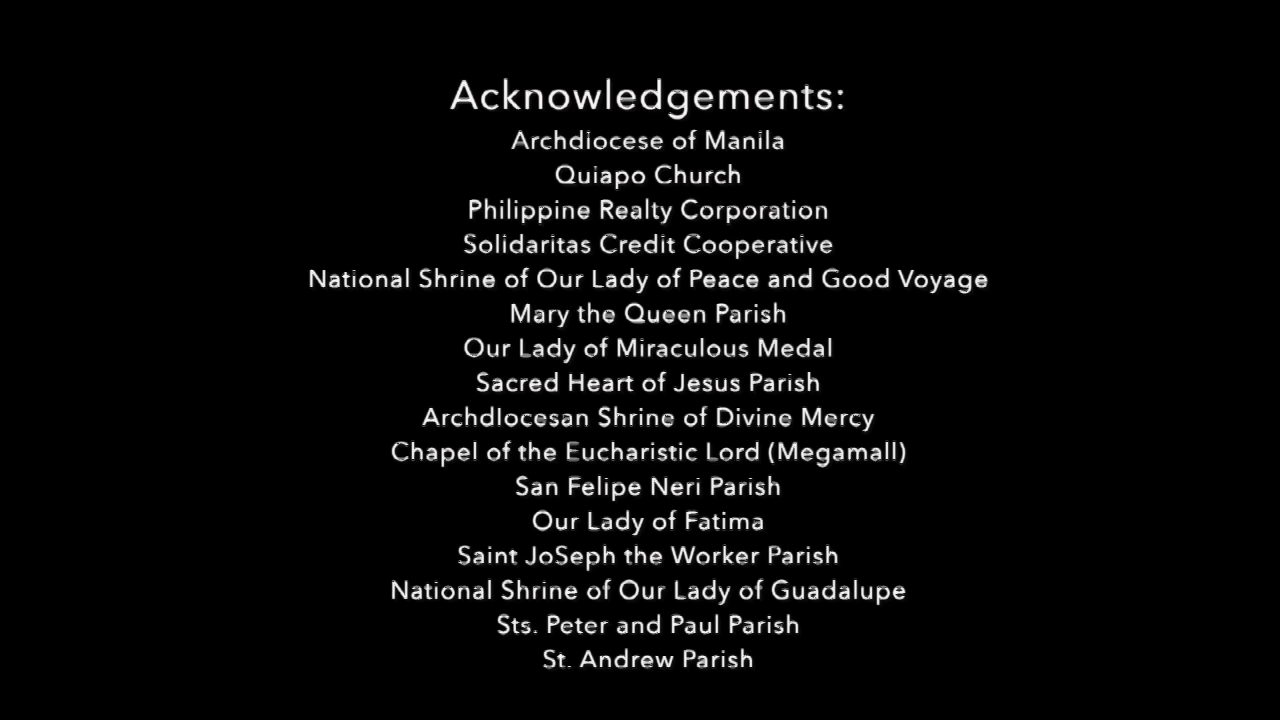 Acknowledgements:
Archdiocese of Manila
Quiapo Church
Philippine Realty Corporation
Solidaritas Credit Cooperative
National Shrine of Our Lady of Peace and Good Voyage
Mary the Queen Parish
Our Lady of Miraculous Medal
Sacred Heart of Jesus Parish
ArchdIocesan Shrine of Divine Mercy
Chapel of the Eucharistic Lord (Megamall)
San Felipe Neri Parish
Our Lady of Fatima
Saint JoSeph the Worker Parish
National Shrine of Our Lady of Guadalupe
Sts. Peter and Paul Parish
St. Andrew Parish